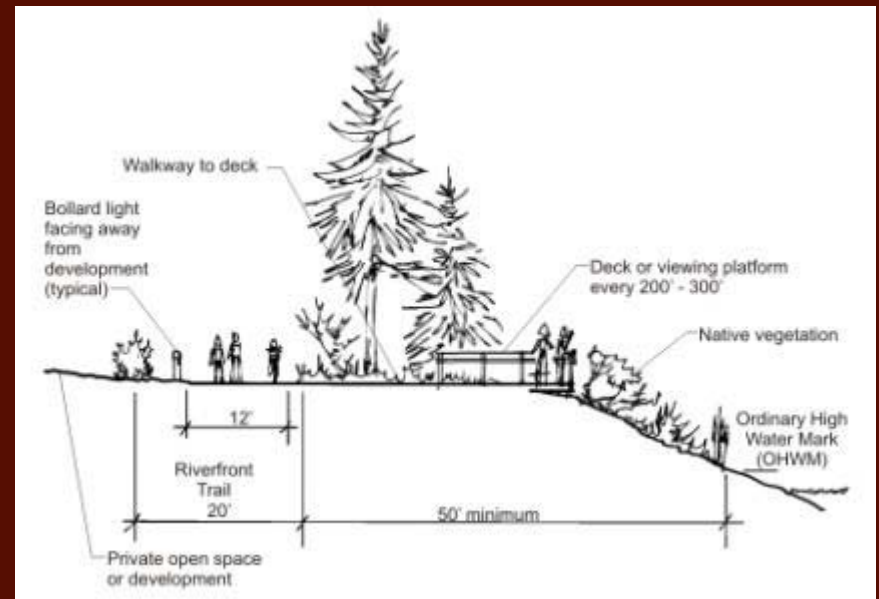 Walkway to deck
Bollard light
facing away
from
development
(typical)
Deck or viewing platform
every 200' - 300'
Native vegetation
Ordinary High
Water Mark
(OHWM)
12'
Riverfront
Trail
20'
50' minimum
Private open space
or development